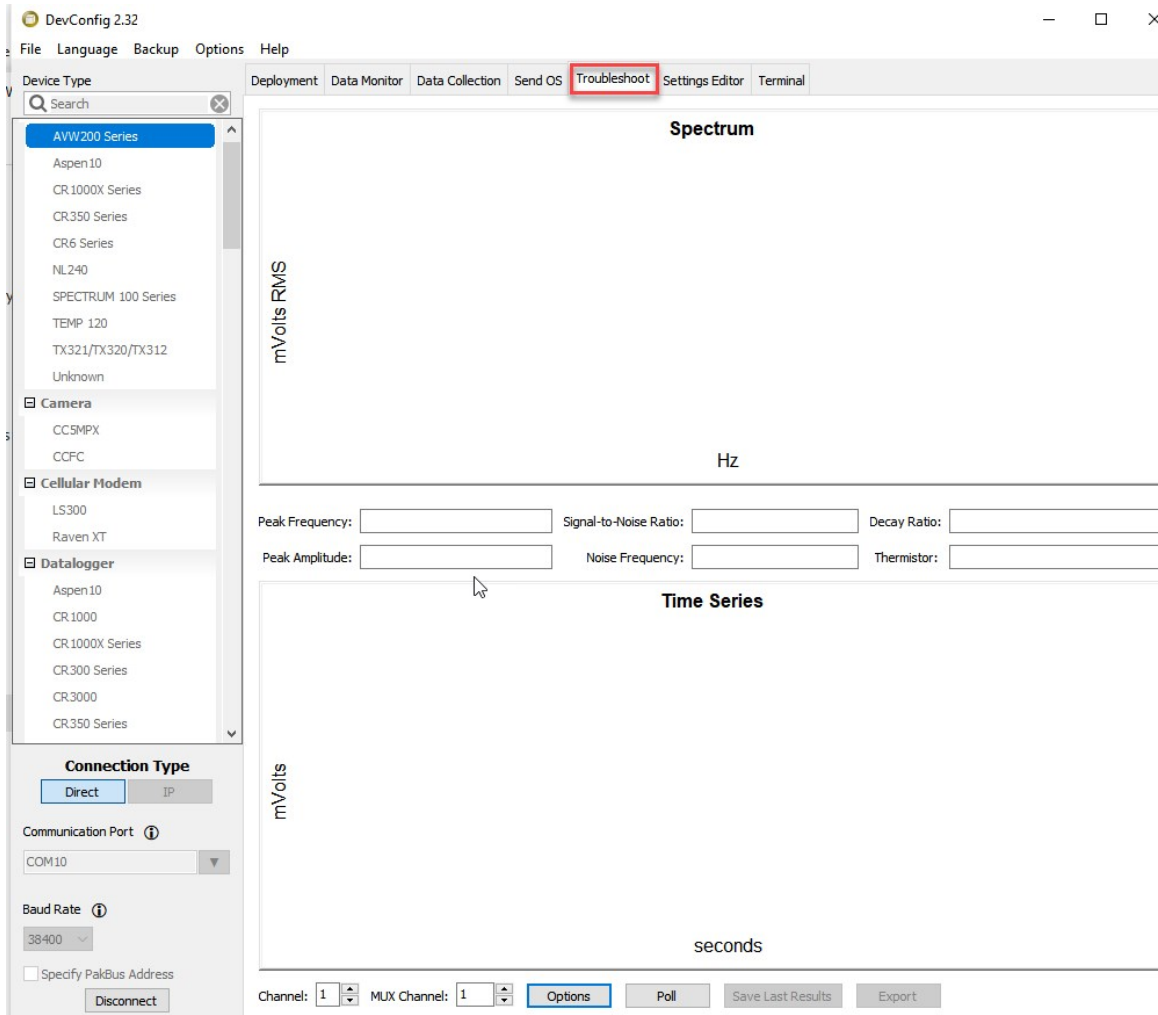 DevConfig 2.32
File Language Backup Options Help
Device Type
Search
AVW200 Series
Aspen10
CR1000X Series
CR350 Series
CR6 Series
NL240
SPECTRUM 100 Series
TEMP 120
TX321/TX320/TX312
Unknown
Camera
CC5MPX
CCFC
Cellular Modem
LS300
Raven XT
Datalogger
Aspen10
CR1000
CR1000X Series
CR300 Series
CR3000
CR350 Series
Connection Type
Direct IP
Communication Port
COM10
Baud Rate
38400
Specify PakBus Address
Disconnect
Deployment Data Monitor Data Collection Send OS Troubleshoot Settings Editor Terminal
Spectrum
mVolts RMS
Hz
Peak Frequency: Signal-to-Noise Ratio: Decay Ratio:
Peak Amplitude: Noise Frequency: Thermistor:
Time Series
mVolts
seconds
Channel: 1 MUX Channel: 1 Options Poll Save Last Results Export